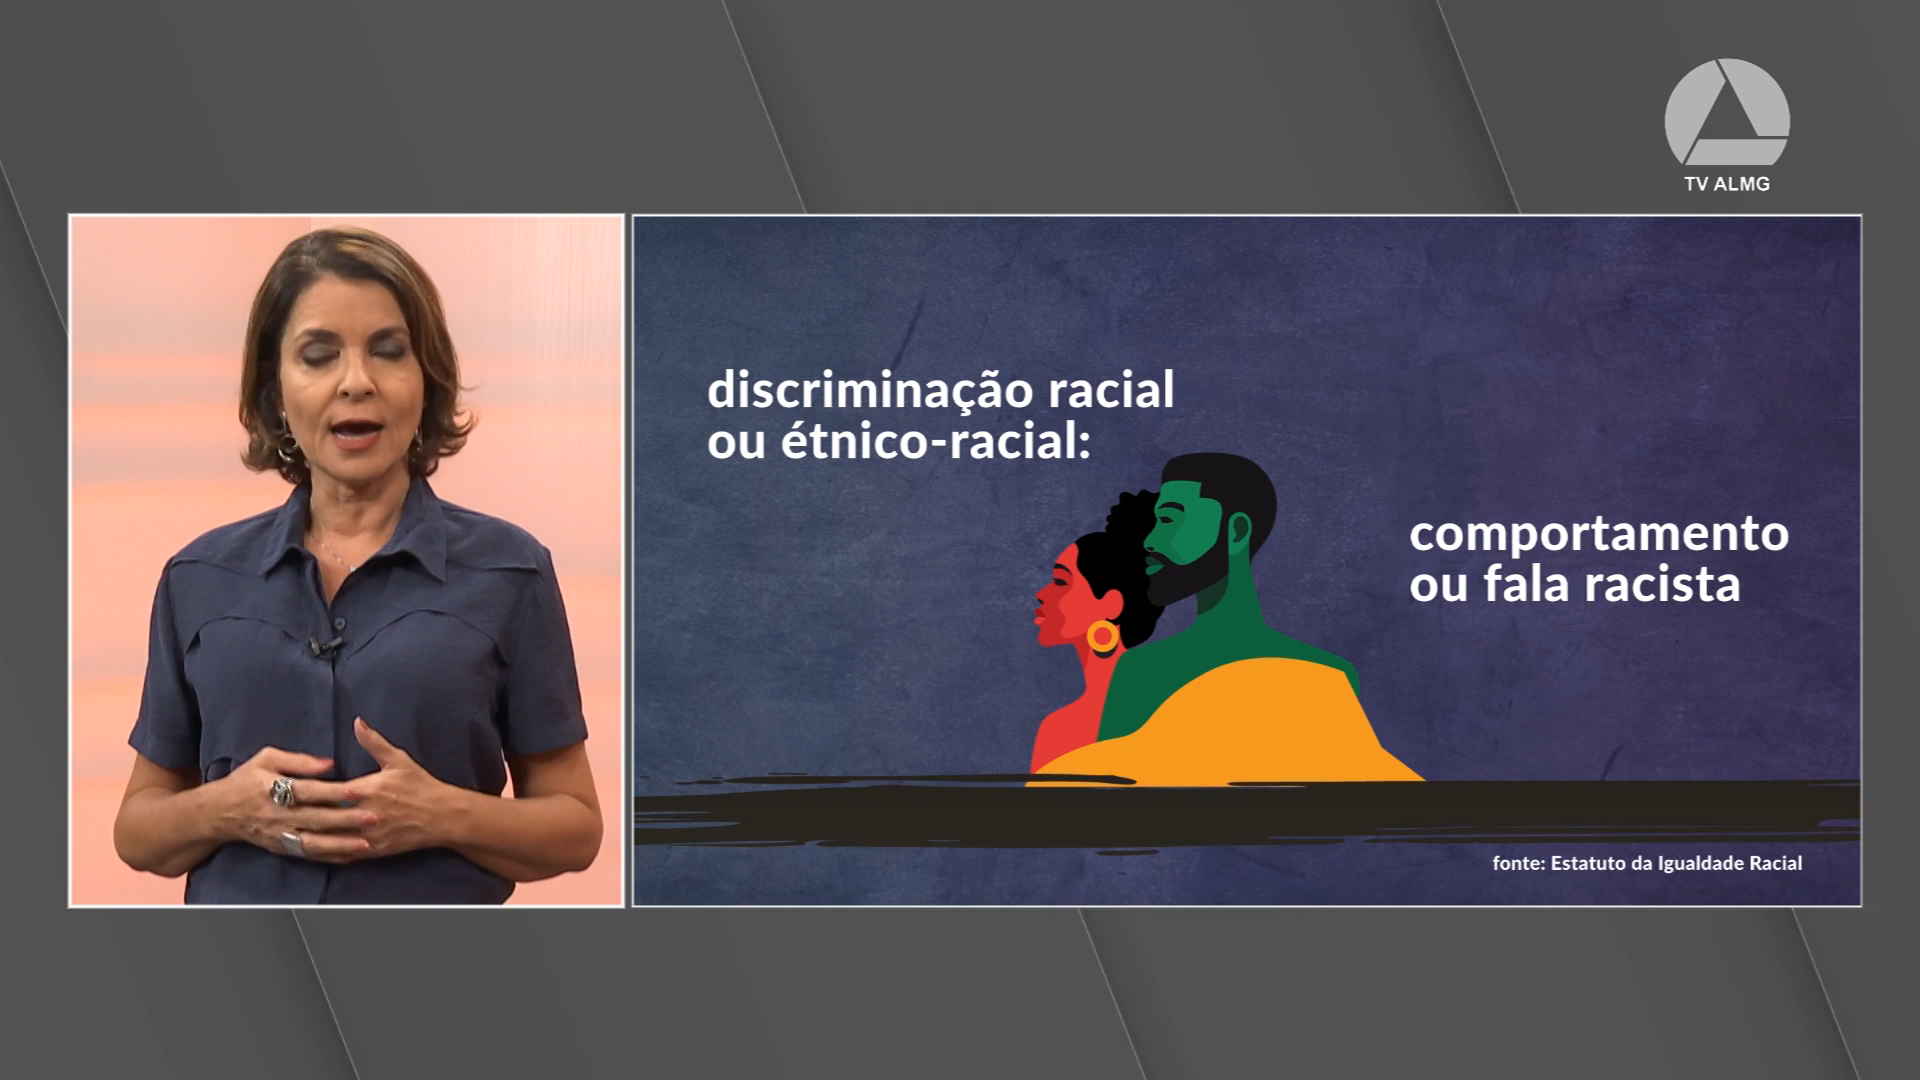 TV ALMG
discriminação racial
ou étnico-racial:
comportamento
ou fala racista
fonte: Estatuto da Igualdade Racial